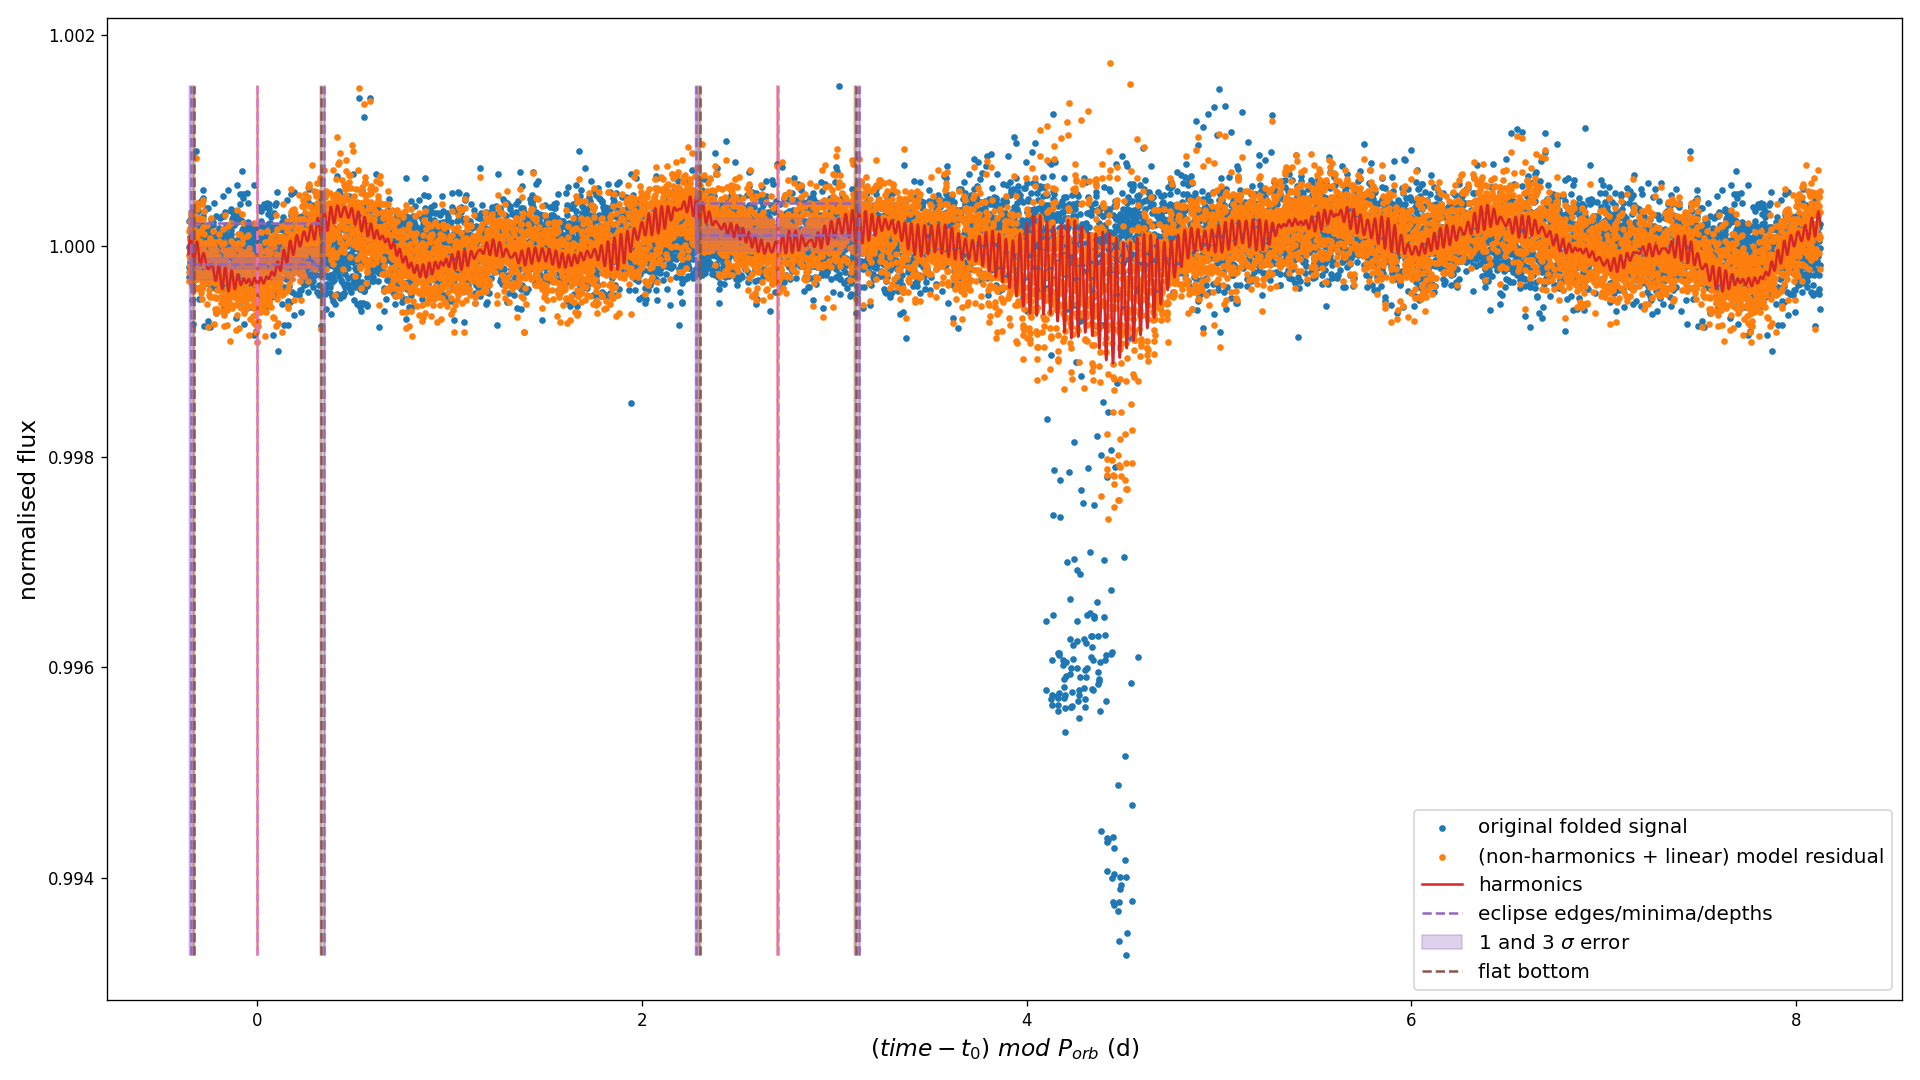 1.002
1.000
0.998
0.996
0.994
normalised flux
0
2
4
6
8
(time − t₀) mod P_orb (d)
original folded signal
(non-harmonics + linear) model residual
harmonics
eclipse edges/minima/depths
1 and 3 σ error
flat bottom